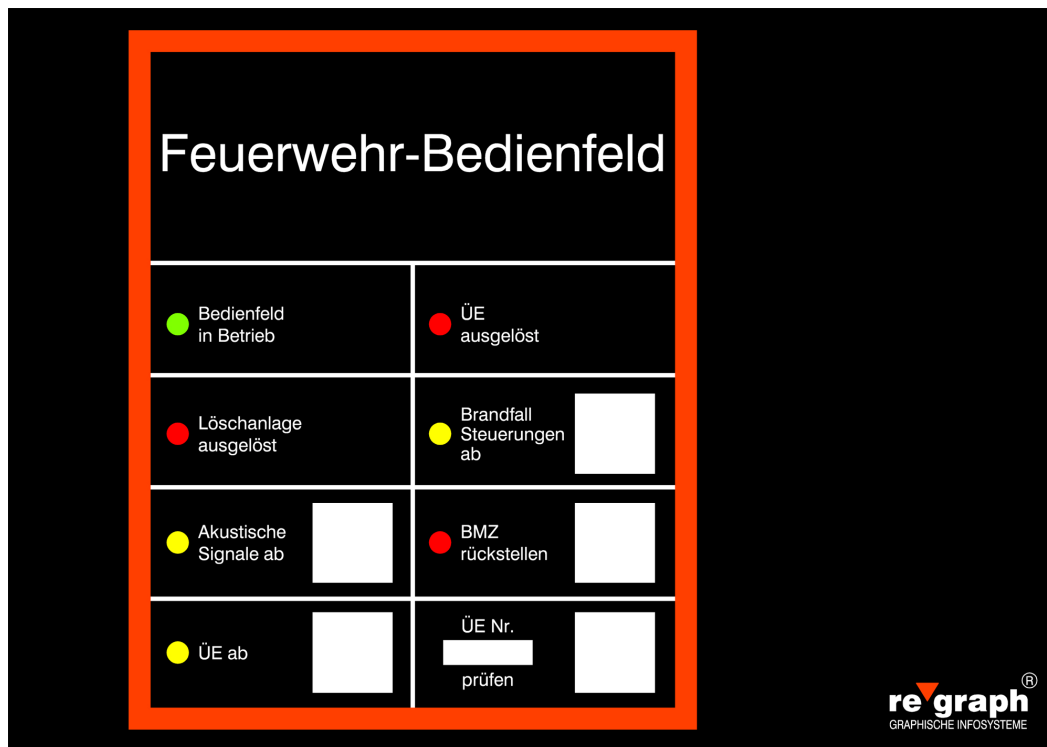 Feuerwehr-Bedienfeld
Bedienfeld
in Betrieb
ÜE
ausgelöst
Löschanlage
ausgelöst
Brandfall
Steuerungen
ab
Akustische
Signale ab
BMZ
rückstellen
ÜE ab
ÜE Nr.
prüfen
re graph ®
GRAPHISCHE INFOSYSTEME